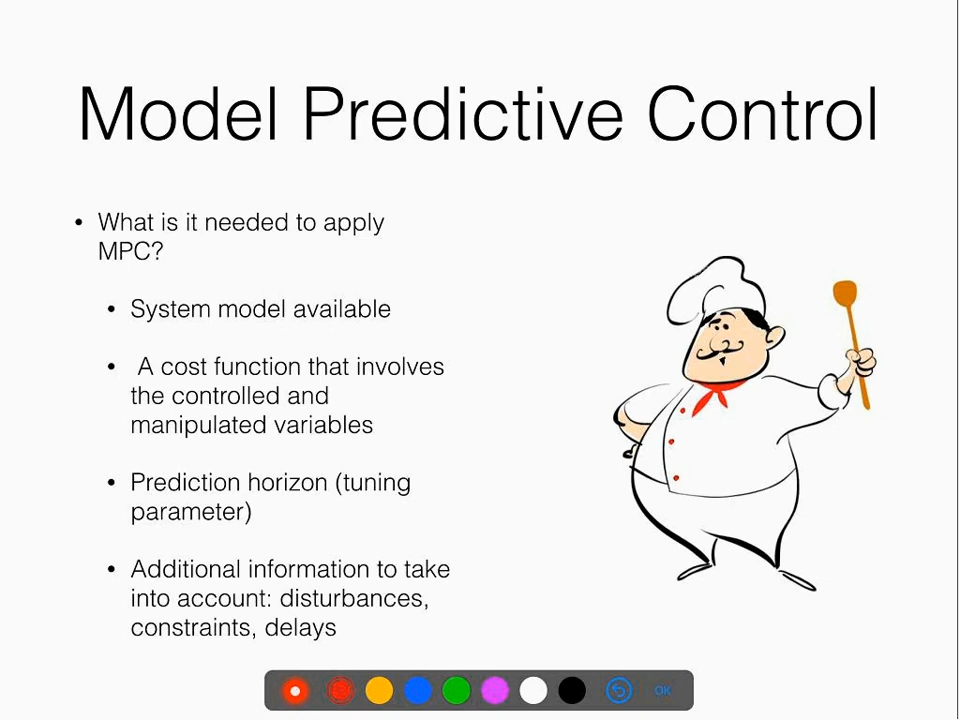 Model Predictive Control
• What is it needed to apply
MPC?
• System model available
• A cost function that involves
the controlled and
manipulated variables
• Prediction horizon (tuning
parameter)
• Additional information to take
into account: disturbances,
constraints, delays
OK